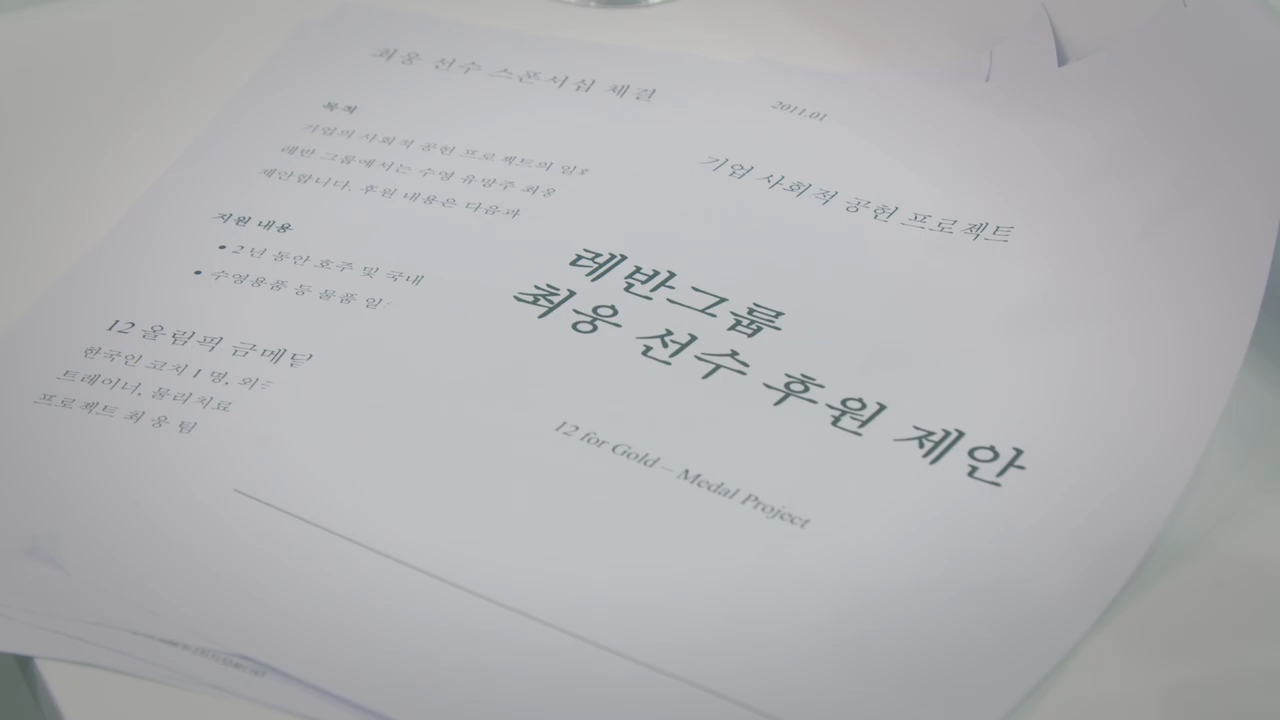 최웅 선수 스폰서십 체결
목적
기업의 사회적 공헌 프로젝트의 일환
레반 그룹에서는 수영 유망주 최웅
제안합니다. 후원 내용은 다음과
지원 내용
• 2 년 동안 호주 및 국내
• 수영용품 등 물품 일
12 올림픽 금메달
한국인 코치 1 명, 외
트레이너, 물리치료
프로젝트 최 웅 팀
2011.01
기업 사회적 공헌 프로젝트
레반그룹
최웅 선수 후원 제안
12 for Gold – Medal Project